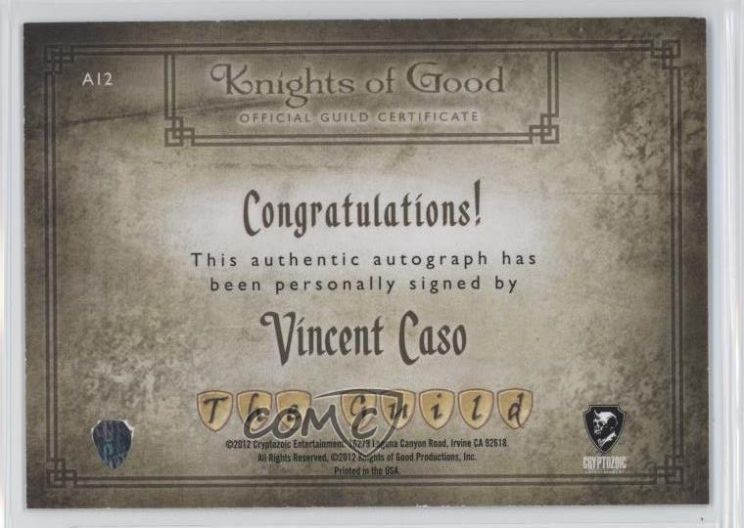 A12
Knights of Good
OFFICIAL GUILD CERTIFICATE
Congratulations!
This authentic autograph has
been personally signed by
Vincent Caso
The Guild
COMC
©2012 Cryptozoic Entertainment, 15279 Laguna Canyon Road, Irvine CA 92618.
All Rights Reserved, ©2012 Knights of Good Productions, Inc.
Printed in the USA.
CRYPTOZOIC